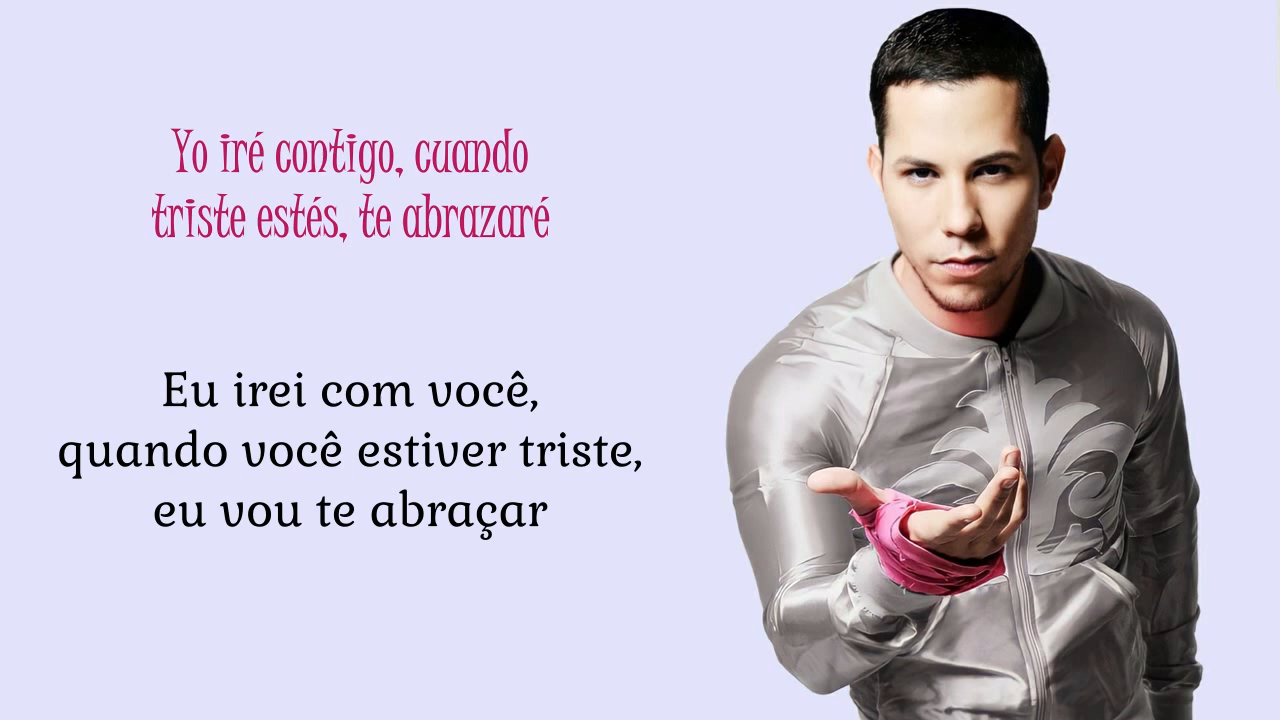 Yo iré contigo, cuando
triste estés, te abrazaré
Eu irei com você,
quando você estiver triste,
eu vou te abraçar